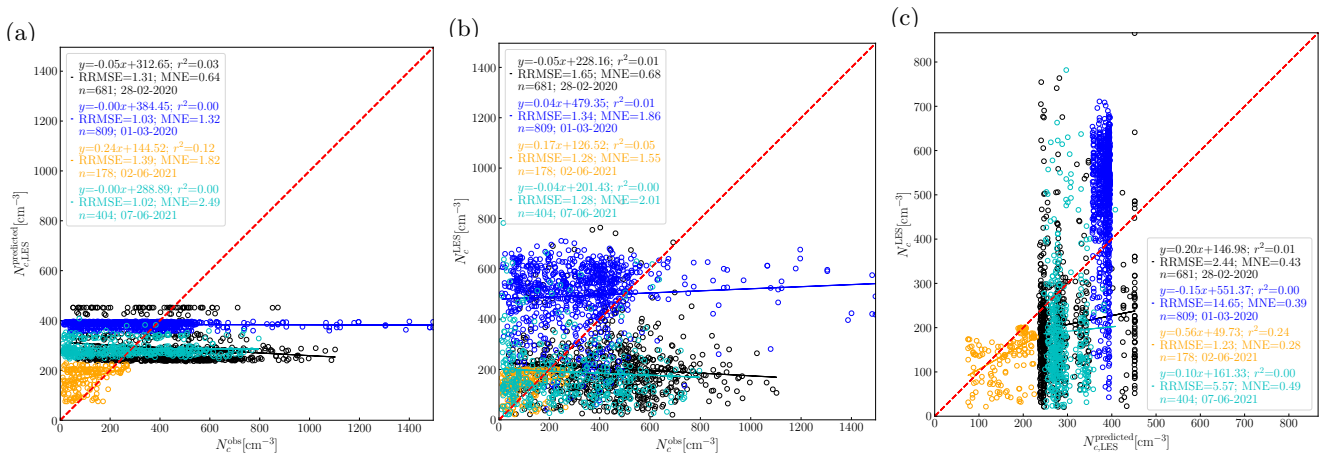 (a)
y=-0.05x+312.65; r²=0.03
RRMSE=1.31; MNE=0.64
n=681; 28-02-2020
y=-0.00x+384.45; r²=0.00
RRMSE=1.03; MNE=1.32
n=809; 01-03-2020
y=0.24x+144.52; r²=0.12
RRMSE=1.39; MNE=1.82
n=178; 02-06-2021
y=-0.00x+288.89; r²=0.00
RRMSE=1.02; MNE=2.49
n=404; 07-06-2021
1400
1200
1000
800
600
400
200
0
N_{c,LES}^{predicted}[cm⁻³]
0 200 400 600 800 1000 1200 1400
N_c^{obs}[cm⁻³]
(b)
y=-0.05x+228.16; r²=0.01
RRMSE=1.65; MNE=0.68
n=681; 28-02-2020
y=0.04x+479.35; r²=0.01
RRMSE=1.34; MNE=1.86
n=809; 01-03-2020
y=0.17x+126.52; r²=0.05
RRMSE=1.28; MNE=1.55
n=178; 02-06-2021
y=-0.04x+201.43; r²=0.00
RRMSE=1.28; MNE=2.01
n=404; 07-06-2021
1400
1200
1000
800
600
400
200
0
N_c^{LES}[cm⁻³]
0 200 400 600 800 1000 1200 1400
N_c^{obs}[cm⁻³]
(c)
800
700
600
500
400
300
200
100
0
N_c^{LES}[cm⁻³]
y=0.20x+146.98; r²=0.01
RRMSE=2.44; MNE=0.43
n=681; 28-02-2020
y=-0.15x+551.37; r²=0.00
RRMSE=14.65; MNE=0.39
n=809; 01-03-2020
y=0.56x+49.73; r²=0.24
RRMSE=1.23; MNE=0.28
n=178; 02-06-2021
y=0.10x+161.33; r²=0.00
RRMSE=5.57; MNE=0.49
n=404; 07-06-2021
0 100 200 300 400 500 600 700 800
N_{c,LES}^{predicted}[cm⁻³]